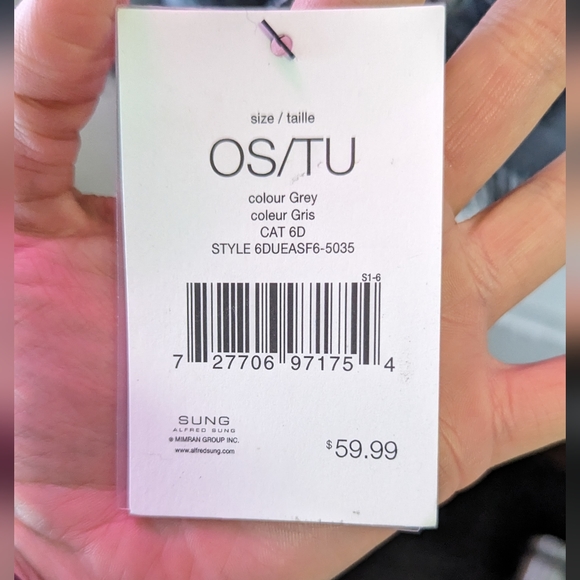 size / taille
OS/TU
colour Grey
coleur Gris
CAT 6D
STYLE 6DUEASF6-5035
S1-6
7 27706 97175 4
SUNG
ALFRED SUNG
® MIMRAN GROUP INC.
www.alfredsung.com
$59.99